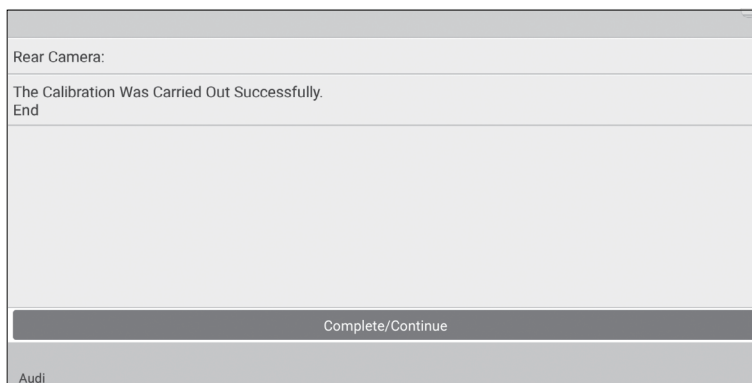 Rear Camera:
The Calibration Was Carried Out Successfully.
End
Complete/Continue
Audi